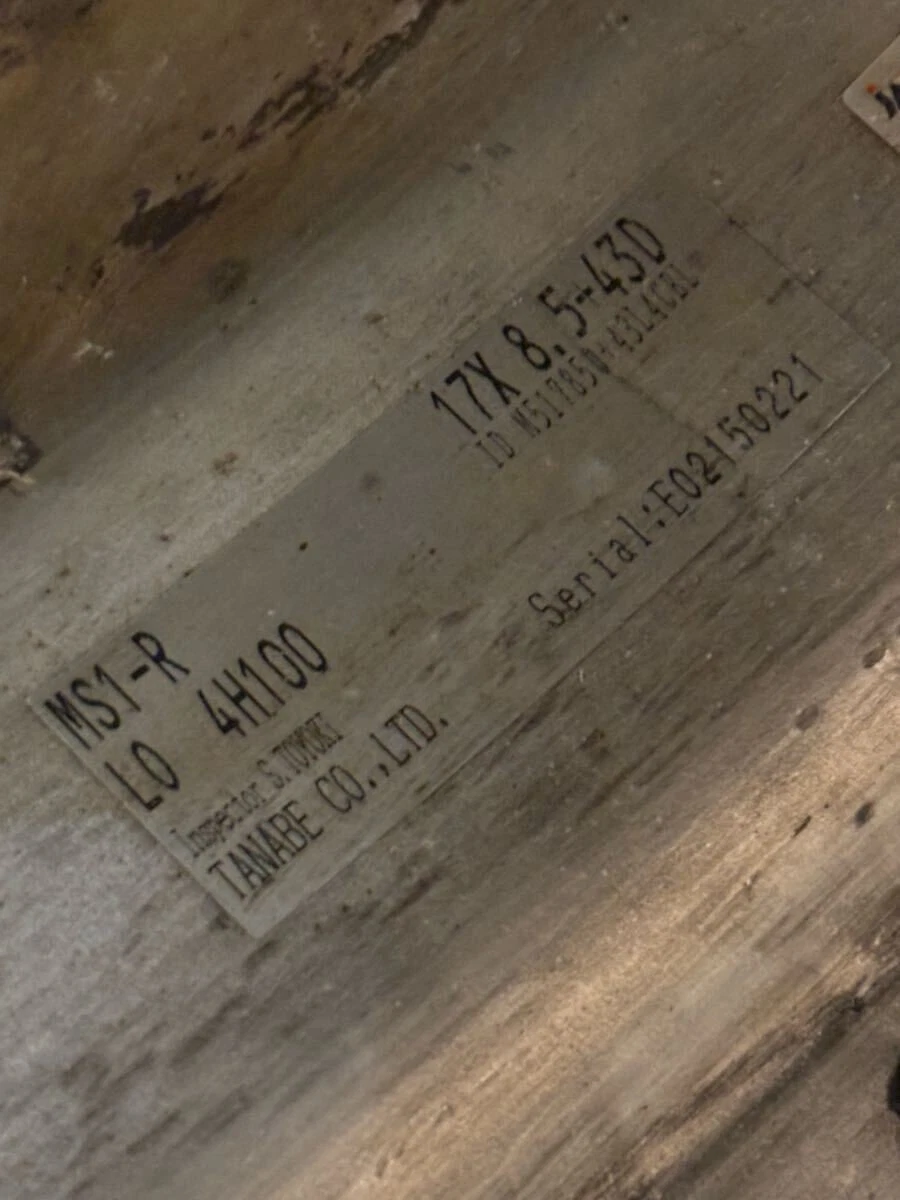 MS1-R
17X 8.5-43D
LO 4H100
Inspector S.TOYOKI
Serial:E02150221
TANABE CO.,LTD.